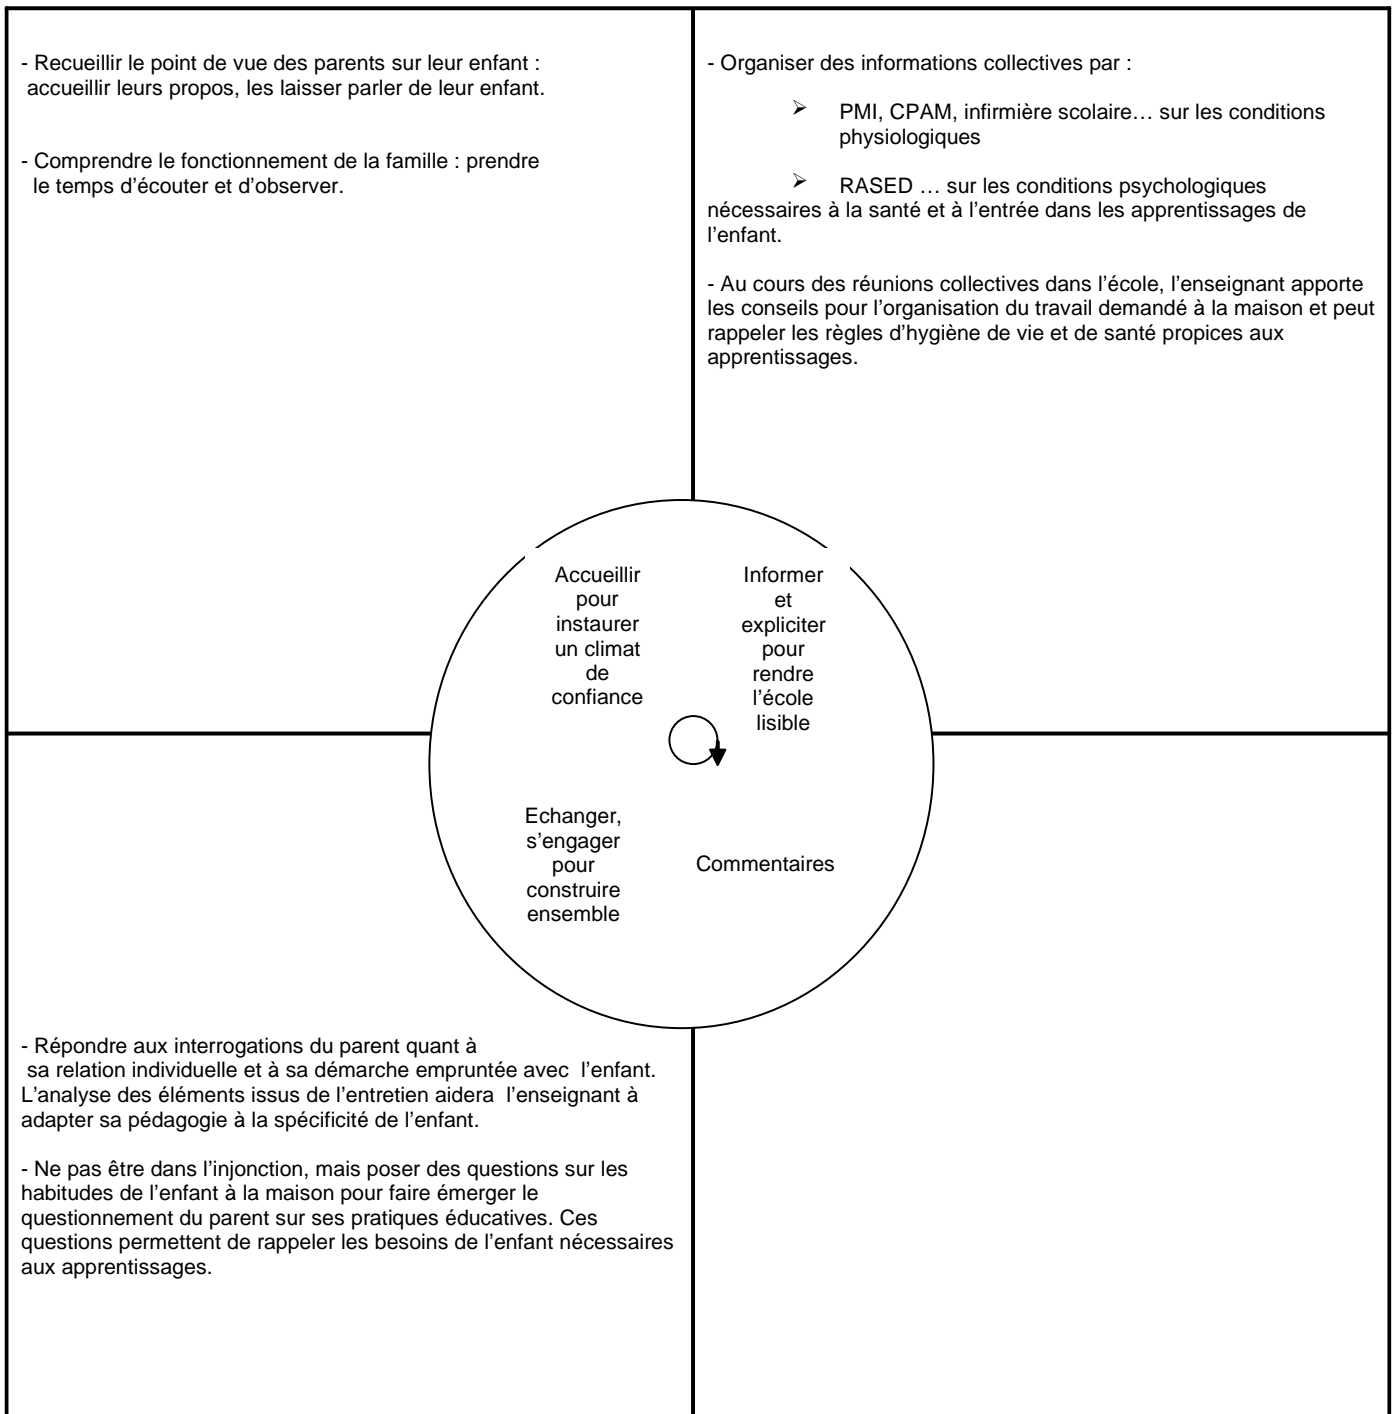 - Recueillir le point de vue des parents sur leur enfant :
accueillir leurs propos, les laisser parler de leur enfant.
- Comprendre le fonctionnement de la famille : prendre
le temps d’écouter et d’observer.
- Organiser des informations collectives par :
➢ PMI, CPAM, infirmière scolaire… sur les conditions
physiologiques
➢ RASED … sur les conditions psychologiques
nécessaires à la santé et à l’entrée dans les apprentissages de
l’enfant.
- Au cours des réunions collectives dans l’école, l’enseignant apporte
les conseils pour l’organisation du travail demandé à la maison et peut
rappeler les règles d’hygiène de vie et de santé propices aux
apprentissages.
Accueillir
pour
instaurer
un climat
de
confiance
Informer
et
expliciter
pour
rendre
l’école
lisible
Echanger,
s’engager
pour
construire
ensemble
Commentaires
- Répondre aux interrogations du parent quant à
sa relation individuelle et à sa démarche empruntée avec l’enfant.
L’analyse des éléments issus de l’entretien aidera l’enseignant à
adapter sa pédagogie à la spécificité de l’enfant.
- Ne pas être dans l’injonction, mais poser des questions sur les
habitudes de l’enfant à la maison pour faire émerger le
questionnement du parent sur ses pratiques éducatives. Ces
questions permettent de rappeler les besoins de l’enfant nécessaires
aux apprentissages.